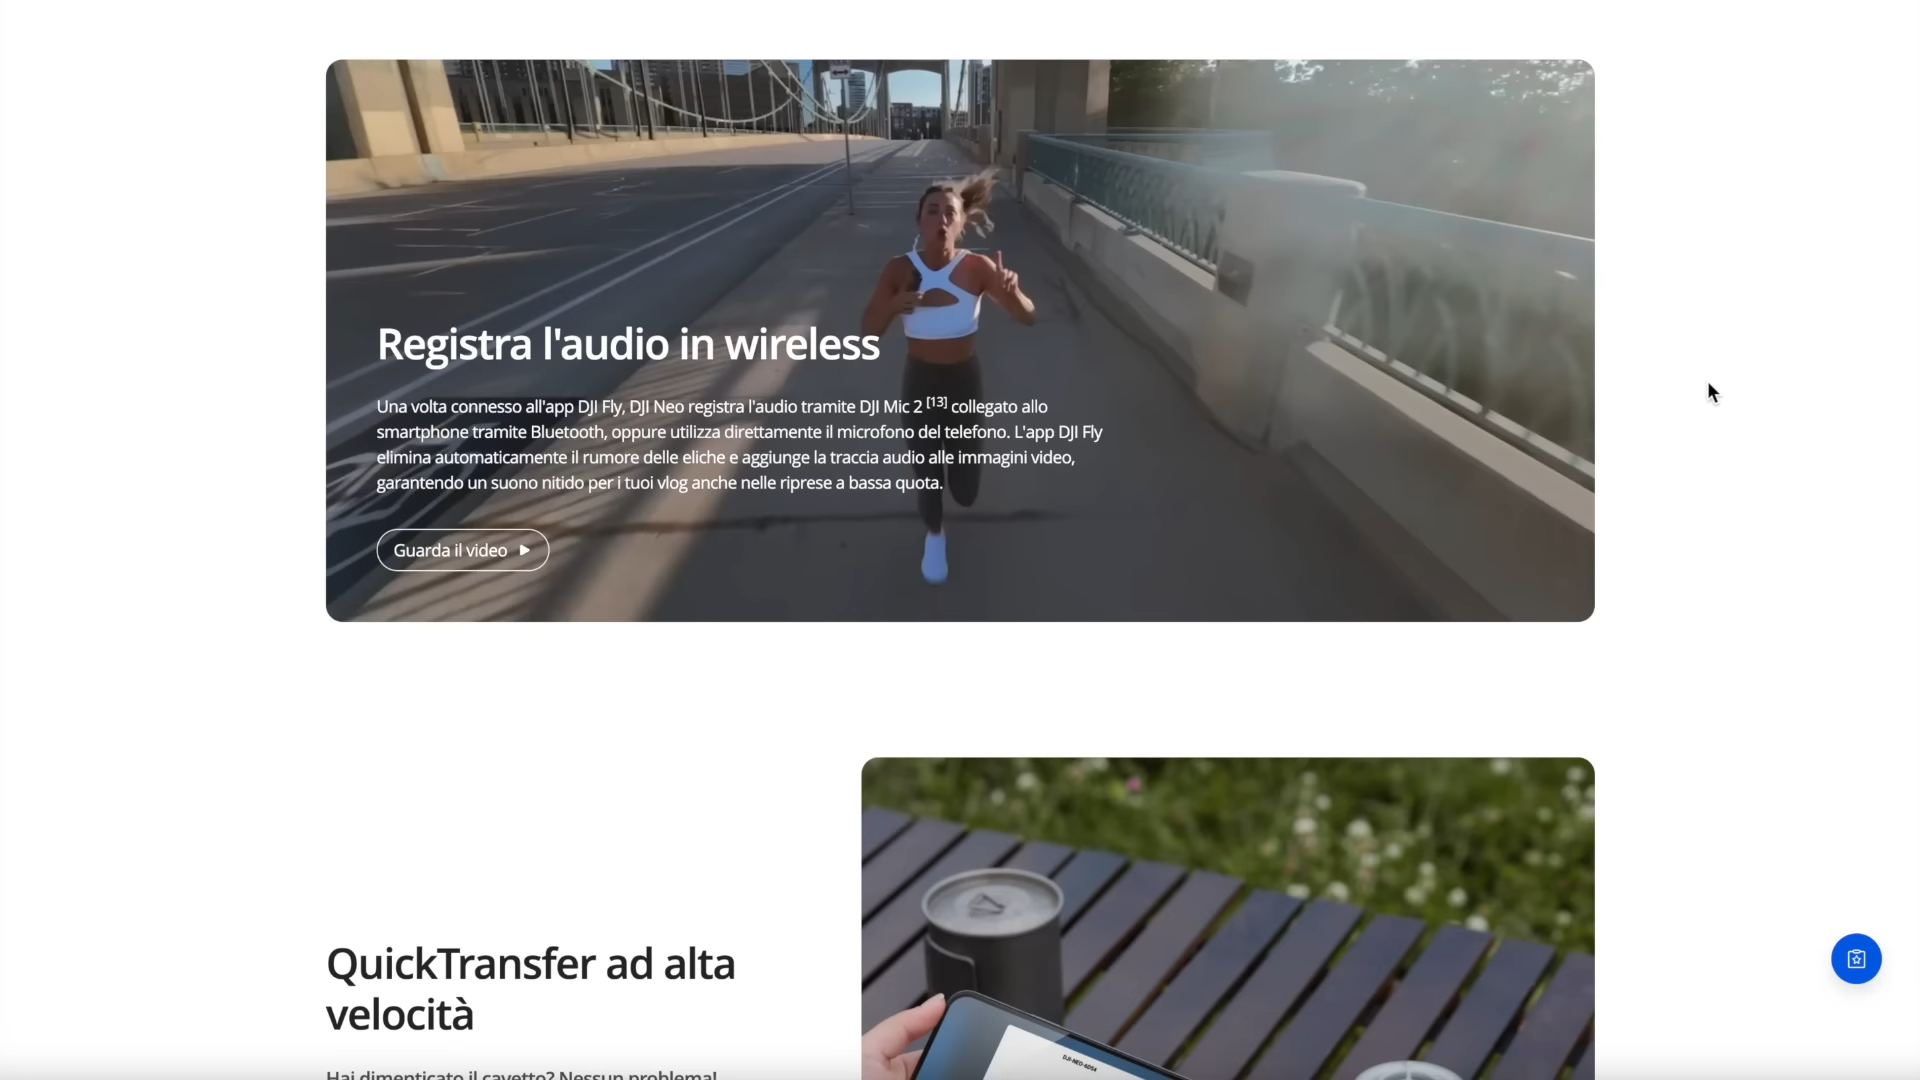 Registra l'audio in wireless
Una volta connesso all'app DJI Fly, DJI Neo registra l'audio tramite DJI Mic 2 [13] collegato allo
smartphone tramite Bluetooth, oppure utilizza direttamente il microfono del telefono. L'app DJI Fly
elimina automaticamente il rumore delle eliche e aggiunge la traccia audio alle immagini video,
garantendo un suono nitido per i tuoi vlog anche nelle riprese a bassa quota.
Guarda il video
QuickTransfer ad alta
velocità
Hai dimenticato il cavetto? Nessun problema!